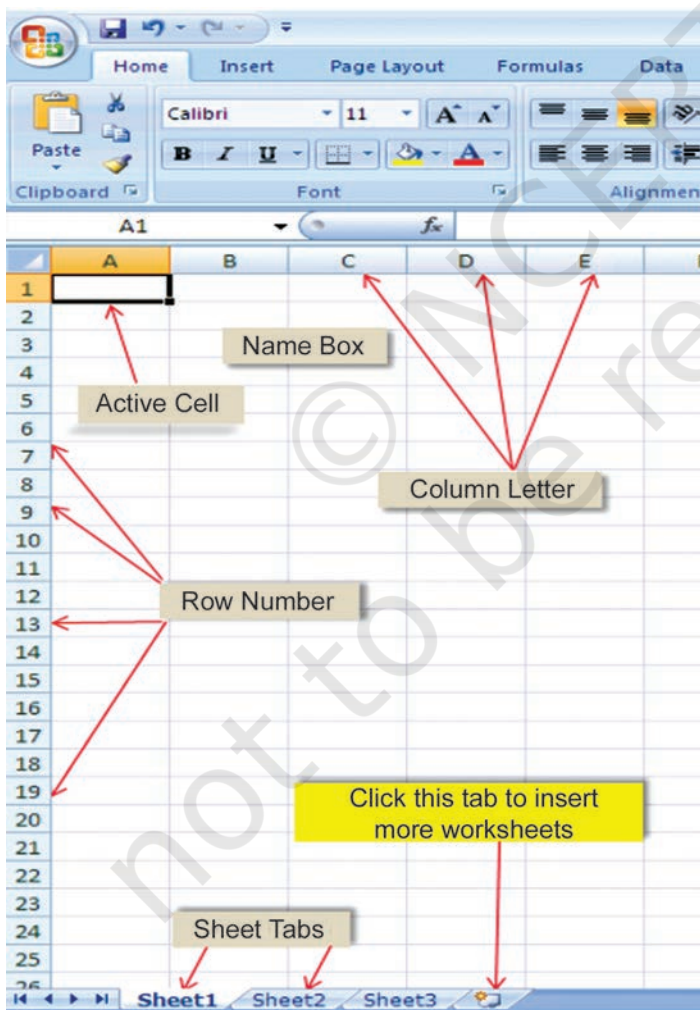 Home Insert Page Layout Formulas Data
Calibri 11 A A
Paste
B I U A
Clipboard Font Alignmen
A1 fx
A B C D E
1
2
3 Name Box
4
5 Active Cell
6
7
8 Column Letter
9
10
11
12 Row Number
13
14
15
16
17
18
19
20 Click this tab to insert
more worksheets
21
22
23
24 Sheet Tabs
25
26
Sheet1 Sheet2 Sheet3
© NCERT
not to be re